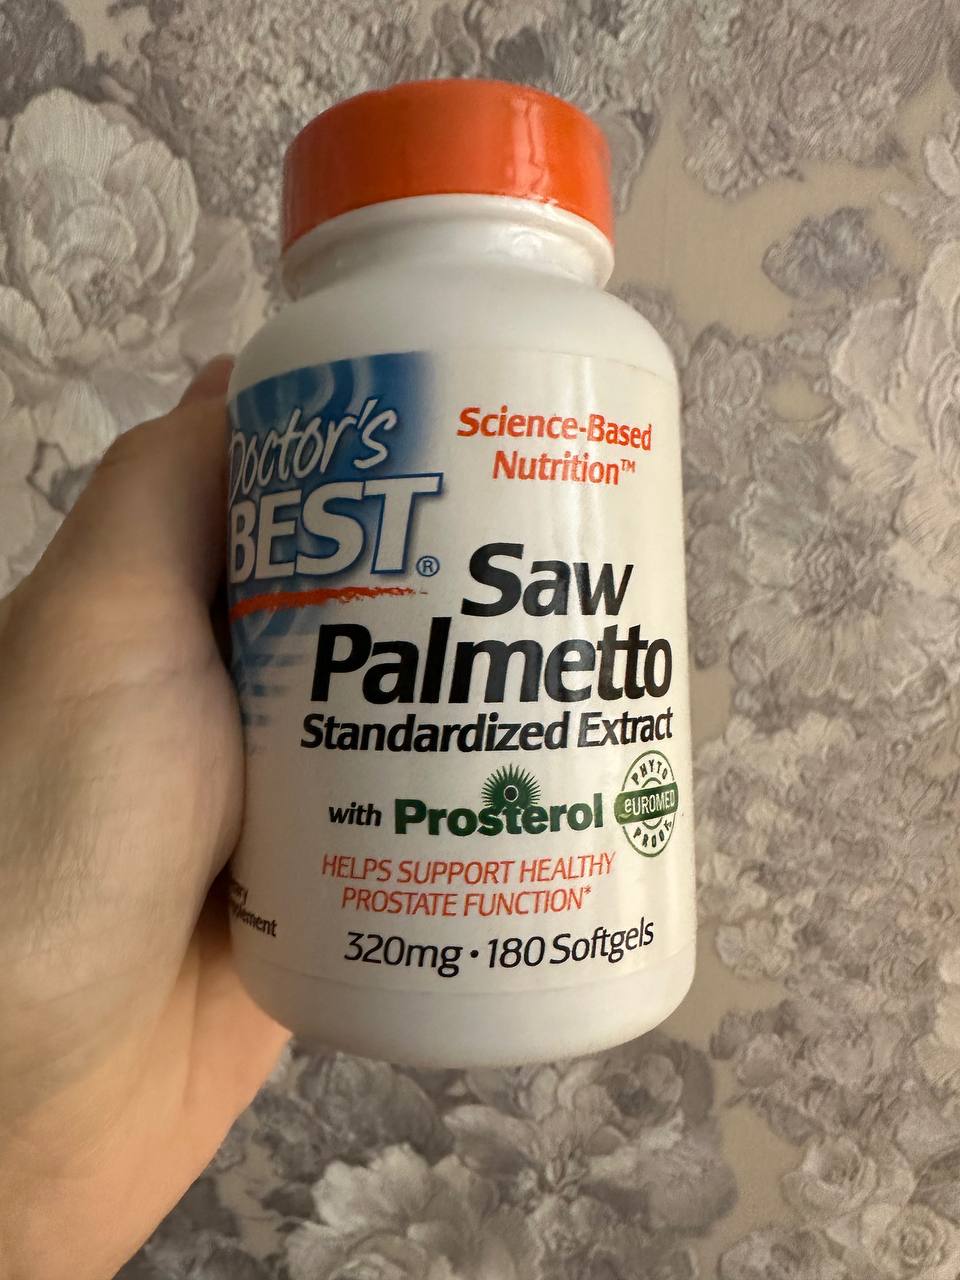 Doctor's
BEST®
Science-Based
Nutrition™
Saw
Palmetto
Standardized Extract
with Prosterol
PHYTO
eUROMED
PROOF
HELPS SUPPORT HEALTHY
PROSTATE FUNCTION*
320mg • 180 Softgels